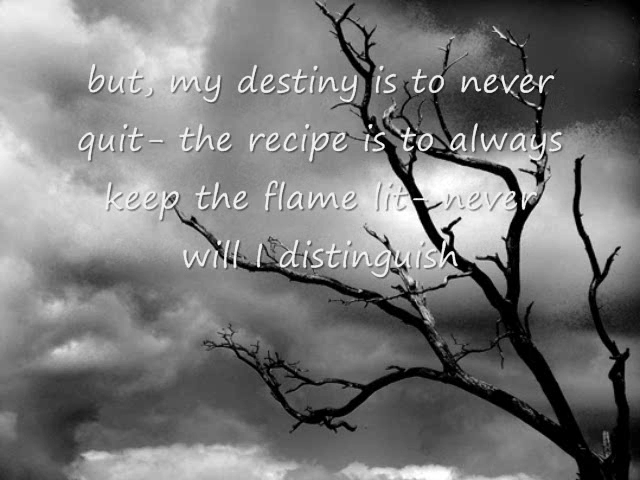 but, my destiny is to never
quit- the recipe is to always
keep the flame lit- never
will I distinguish